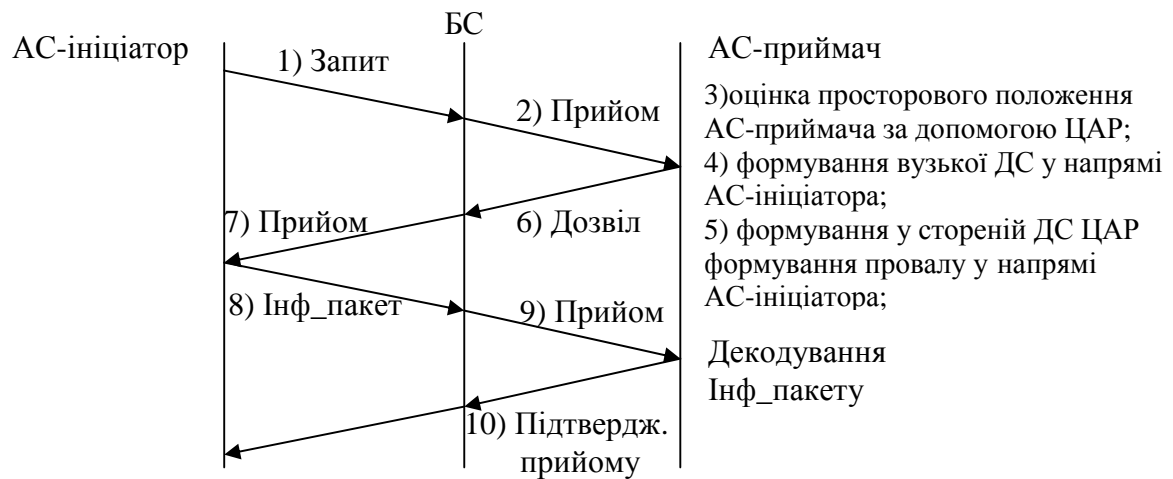 БС
АС-ініціатор
АС-приймач
1) Запит
3)оцінка просторового положення
АС-приймача за допомогою ЦАР;
2) Прийом
4) формування вузької ДС у напрямі
АС-ініціатора;
7) Прийом
6) Дозвіл
5) формування у стореній ДС ЦАР
формування провалу у напрямі
АС-ініціатора;
8) Інф_пакет
9) Прийом
Декодування
Інф_пакету
10) Підтвердж.
прийому